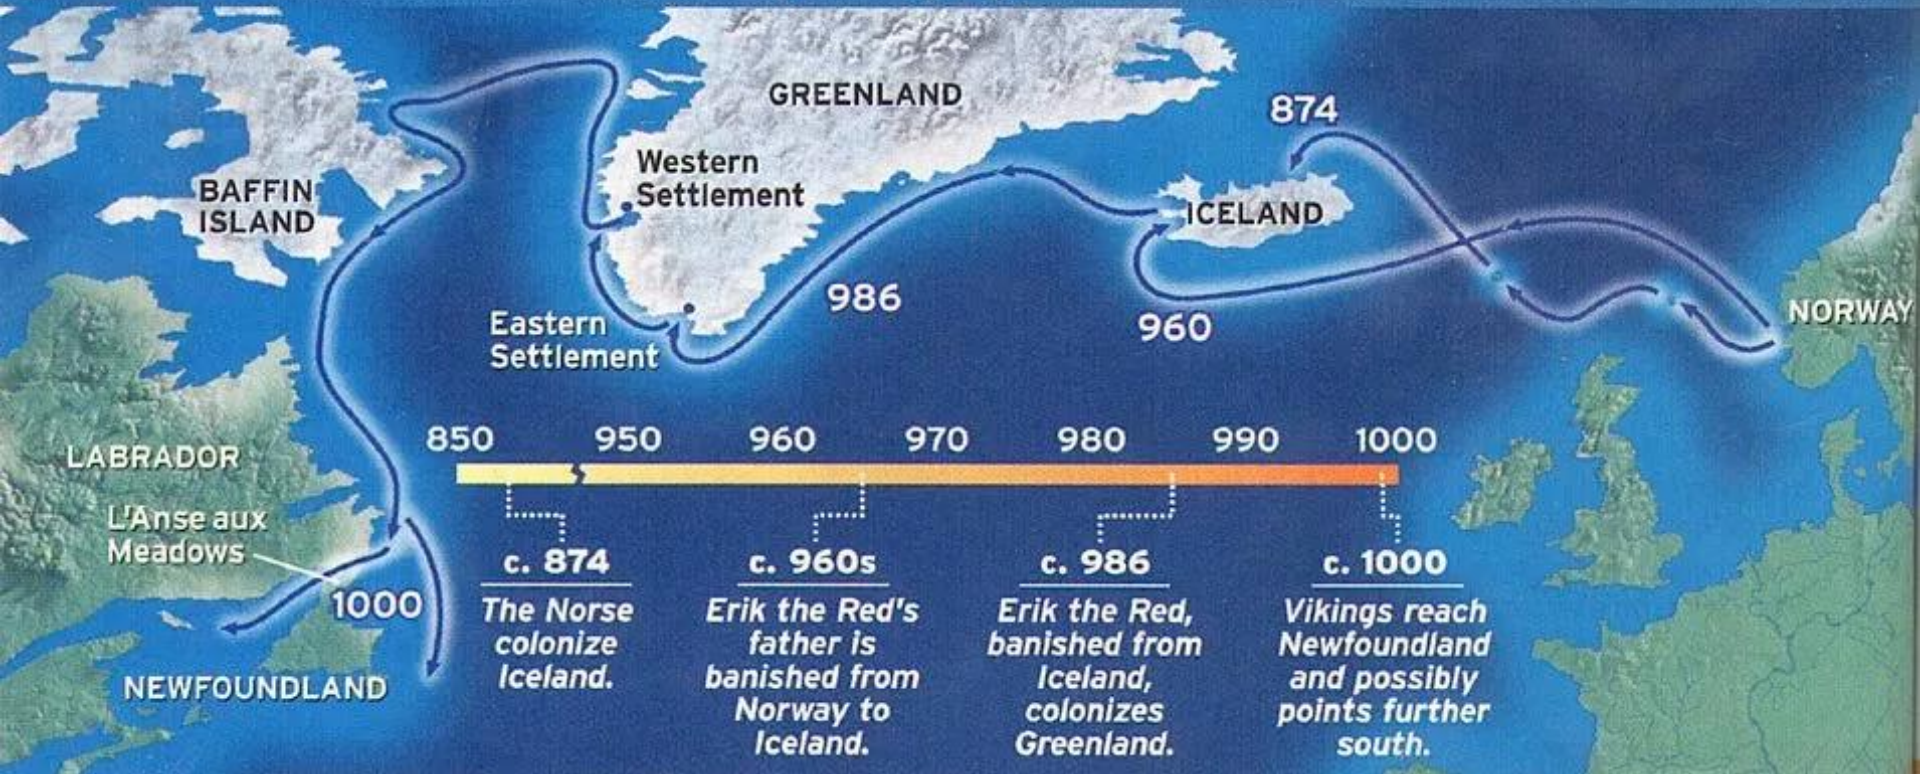 GREENLAND
874
Western
Settlement
BAFFIN
ISLAND
ICELAND
986
960
NORWAY
Eastern
Settlement
850 950 960 970 980 990 1000
LABRADOR
L'Anse aux
Meadows
1000
NEWFOUNDLAND
c. 874
The Norse
colonize
Iceland.
c. 960s
Erik the Red's
father is
banished from
Norway to
Iceland.
c. 986
Erik the Red,
banished from
Iceland,
colonizes
Greenland.
c. 1000
Vikings reach
Newfoundland
and possibly
points further
south.